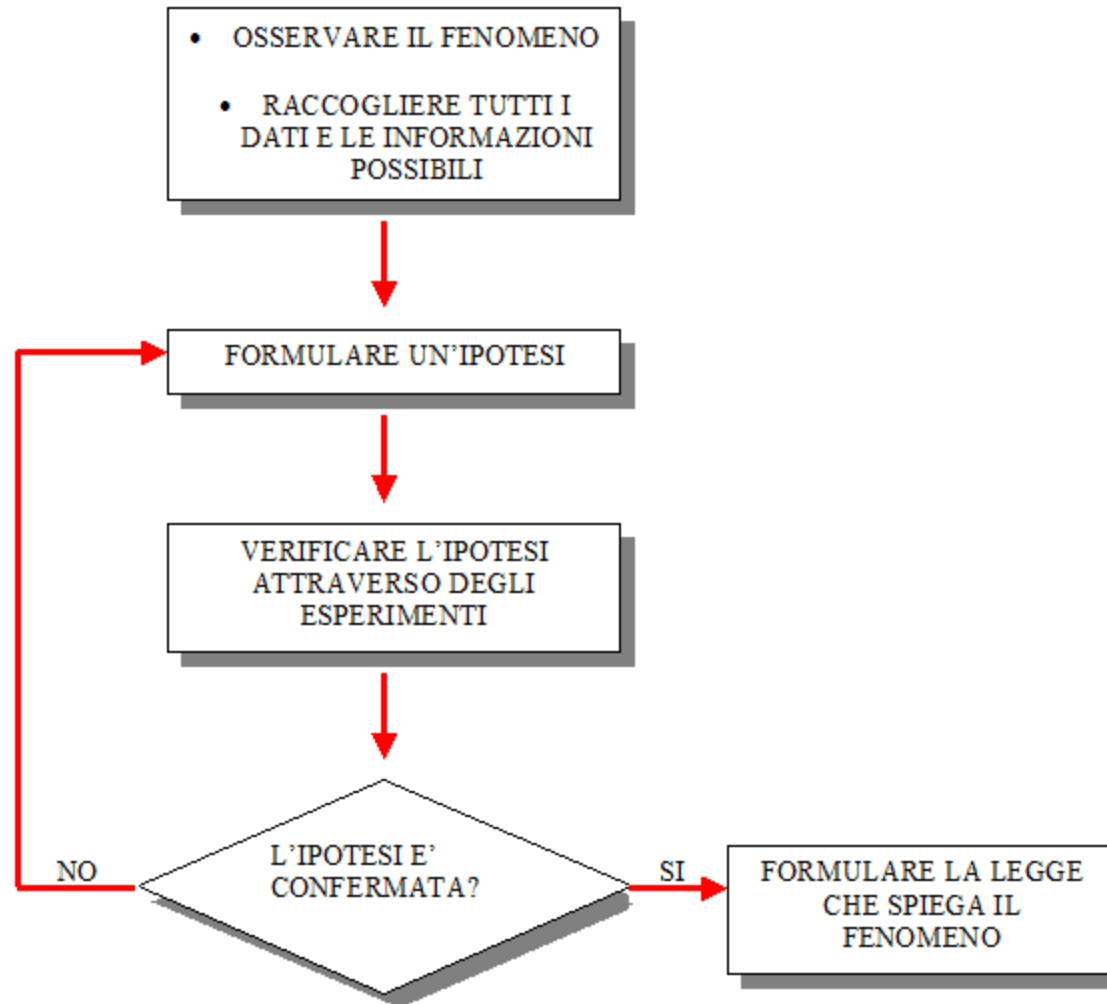 • OSSERVARE IL FENOMENO
• RACCOGLIERE TUTTI I
DATI E LE INFORMAZIONI
POSSIBILI
FORMULARE UN’IPOTESI
VERIFICARE L’IPOTESI
ATTRAVERSO DEGLI
ESPERIMENTI
L’IPOTESI E’
CONFERMATA?
NO
SI
FORMULARE LA LEGGE
CHE SPIEGA IL
FENOMENO